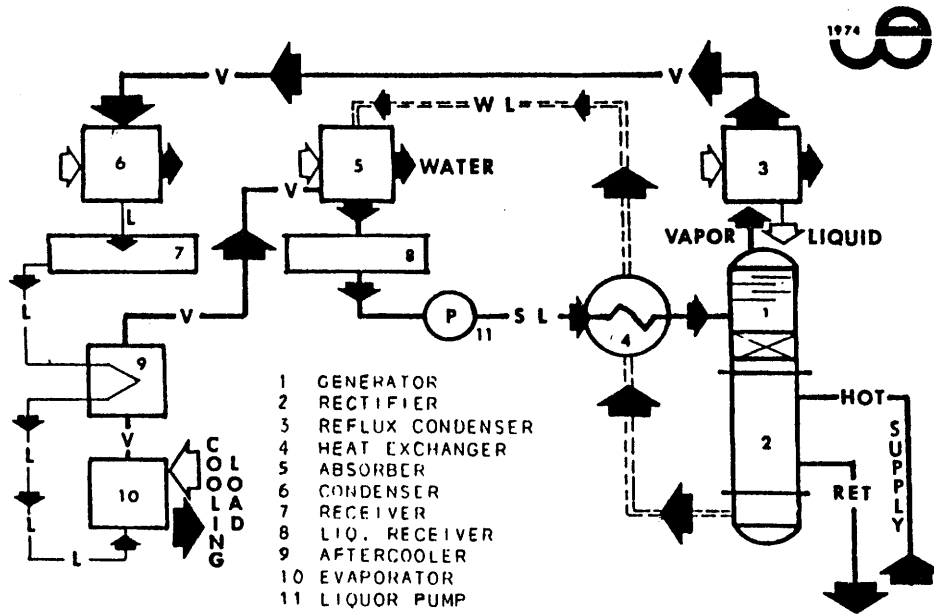 1974
V
V
W L
6
5
WATER
3
L
V
VAPOR
LIQUID
7
8
L
V
P
11
S L
4
1
9
1 GENERATOR
2 RECTIFIER
3 REFLUX CONDENSER
4 HEAT EXCHANGER
5 ABSORBER
6 CONDENSER
7 RECEIVER
8 LIQ. RECEIVER
9 AFTERCOOLER
10 EVAPORATOR
11 LIQUOR PUMP
HOT
SUPPLY
2
RET
V
L
COOLING
LOAD
10
L
L